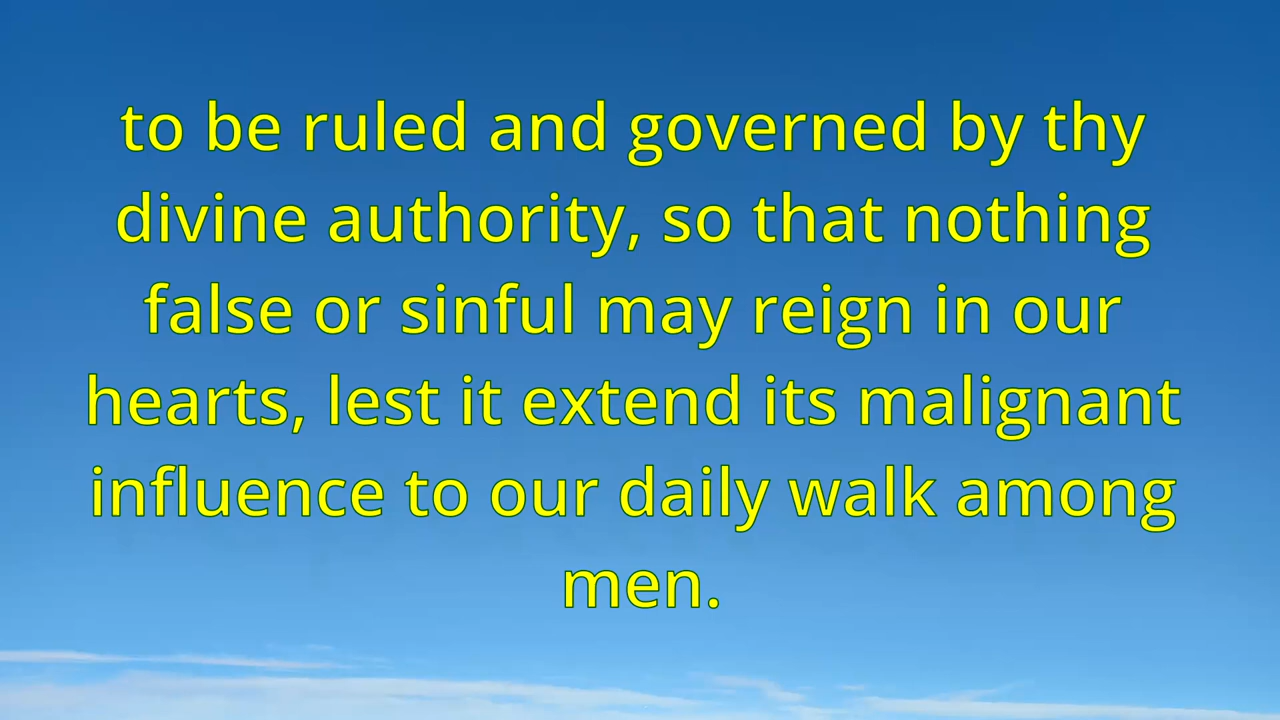 to be ruled and governed by thy
divine authority, so that nothing
false or sinful may reign in our
hearts, lest it extend its malignant
influence to our daily walk among
men.